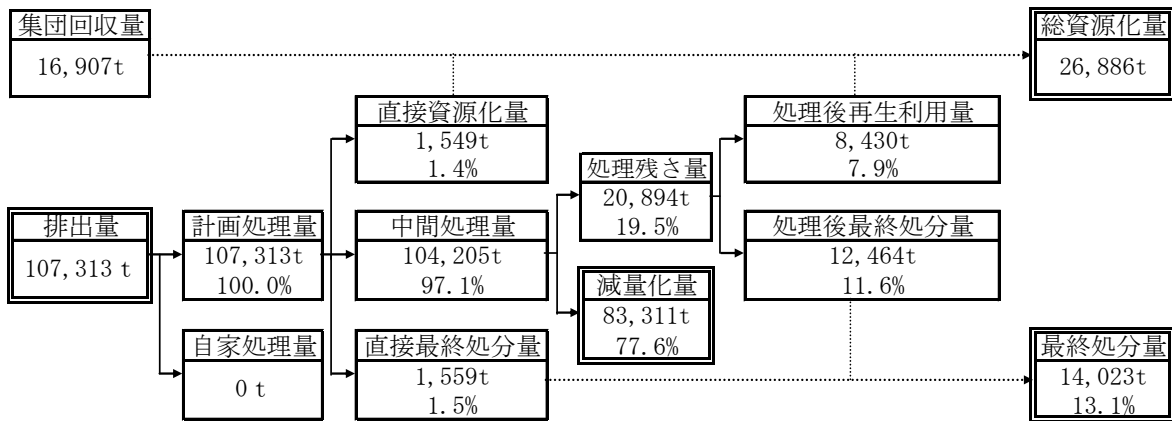 集団回収量
16,907t
総資源化量
26,886t
直接資源化量
1,549t
1.4%
処理後再生利用量
8,430t
7.9%
処理残さ量
20,894t
19.5%
排出量
107,313 t
計画処理量
107,313t
100.0%
中間処理量
104,205t
97.1%
処理後最終処分量
12,464t
11.6%
減量化量
83,311t
77.6%
自家処理量
0 t
直接最終処分量
1,559t
1.5%
最終処分量
14,023t
13.1%